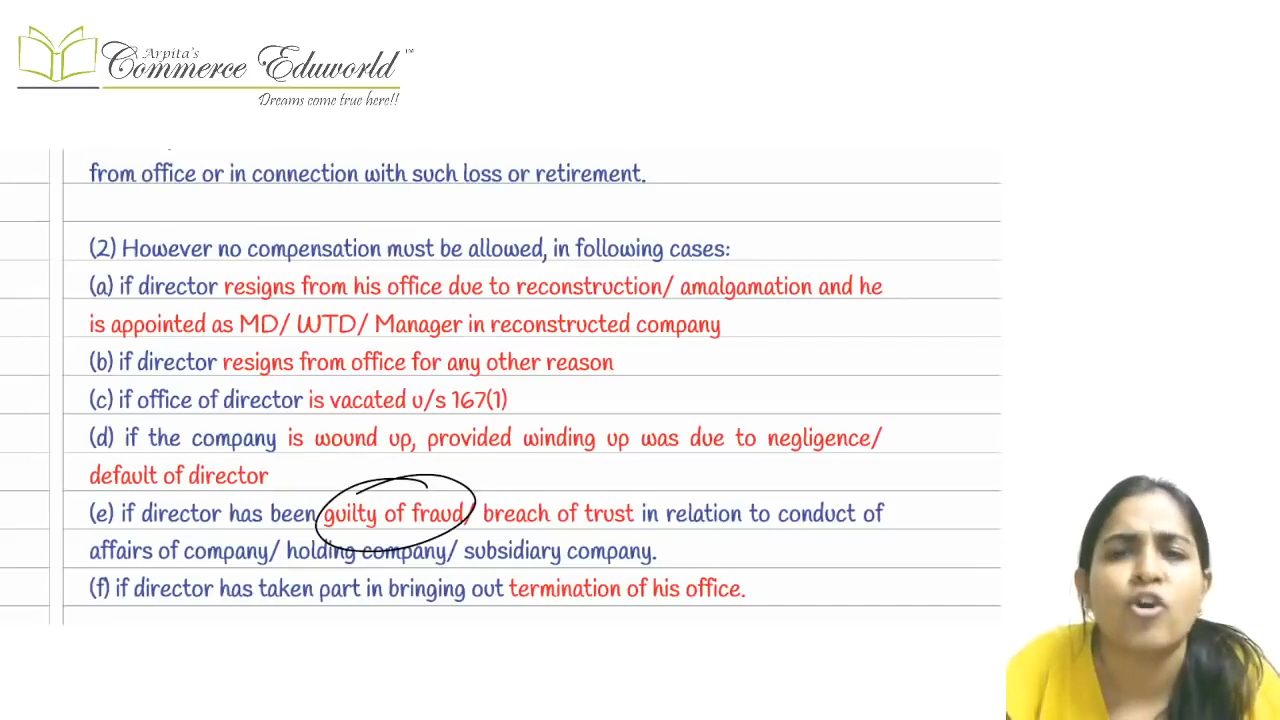 Arpita's
Commerce Eduworld™
Dreams come true here!!
from office or in connection with such loss or retirement.
(2) However no compensation must be allowed, in following cases:
(a) if director resigns from his office due to reconstruction/ amalgamation and he
is appointed as MD/ WTD/ Manager in reconstructed company
(b) if director resigns from office for any other reason
(c) if office of director is vacated u/s 167(1)
(d) if the company is wound up, provided winding up was due to negligence/
default of director
(e) if director has been guilty of fraud/ breach of trust in relation to conduct of
affairs of company/ holding company/ subsidiary company.
(f) if director has taken part in bringing out termination of his office.